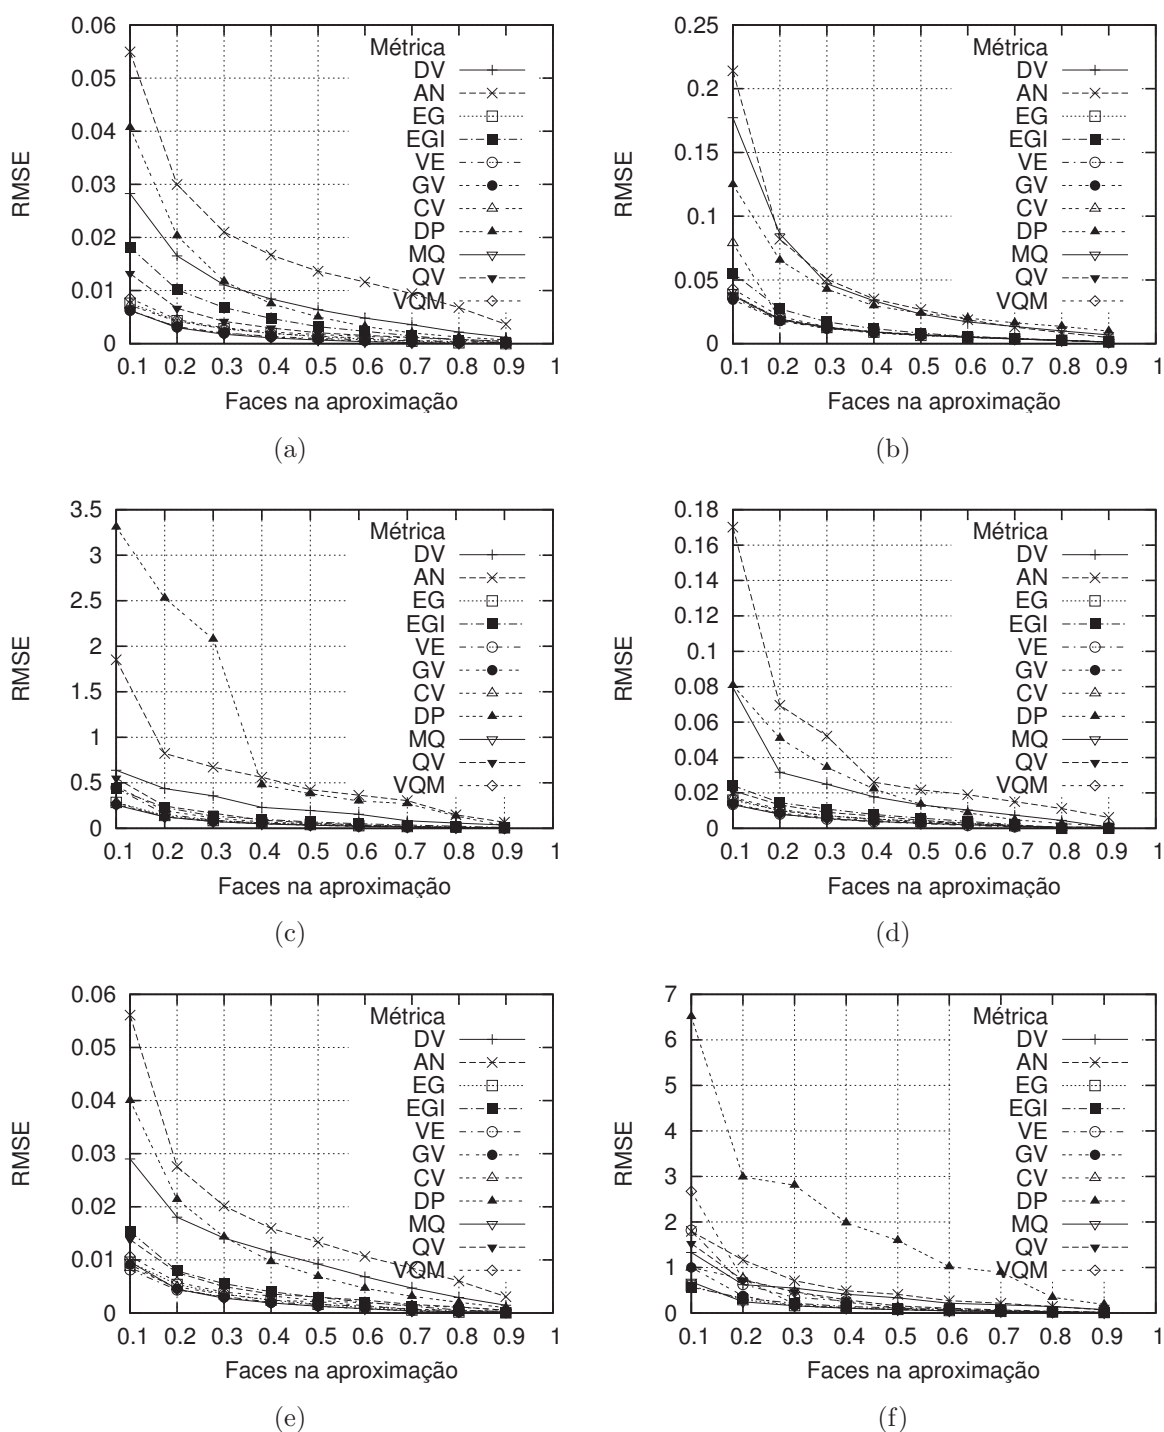 0.06
0.05
0.04
0.03
0.02
0.01
0
RMSE
0.1 0.2 0.3 0.4 0.5 0.6 0.7 0.8 0.9 1
Faces na aproximação
Métrica
DV
AN
EG
EGI
VE
GV
CV
DP
MQ
QV
VQM
(a)
0.25
0.2
0.15
0.1
0.05
0
RMSE
0.1 0.2 0.3 0.4 0.5 0.6 0.7 0.8 0.9 1
Faces na aproximação
Métrica
DV
AN
EG
EGI
VE
GV
CV
DP
MQ
QV
VQM
(b)
3.5
3
2.5
2
1.5
1
0.5
0
RMSE
0.1 0.2 0.3 0.4 0.5 0.6 0.7 0.8 0.9 1
Faces na aproximação
Métrica
DV
AN
EG
EGI
VE
GV
CV
DP
MQ
QV
VQM
(c)
0.18
0.16
0.14
0.12
0.1
0.08
0.06
0.04
0.02
0
RMSE
0.1 0.2 0.3 0.4 0.5 0.6 0.7 0.8 0.9 1
Faces na aproximação
Métrica
DV
AN
EG
EGI
VE
GV
CV
DP
MQ
QV
VQM
(d)
0.06
0.05
0.04
0.03
0.02
0.01
0
RMSE
0.1 0.2 0.3 0.4 0.5 0.6 0.7 0.8 0.9 1
Faces na aproximação
Métrica
DV
AN
EG
EGI
VE
GV
CV
DP
MQ
QV
VQM
(e)
7
6
5
4
3
2
1
0
RMSE
0.1 0.2 0.3 0.4 0.5 0.6 0.7 0.8 0.9 1
Faces na aproximação
Métrica
DV
AN
EG
EGI
VE
GV
CV
DP
MQ
QV
VQM
(f)